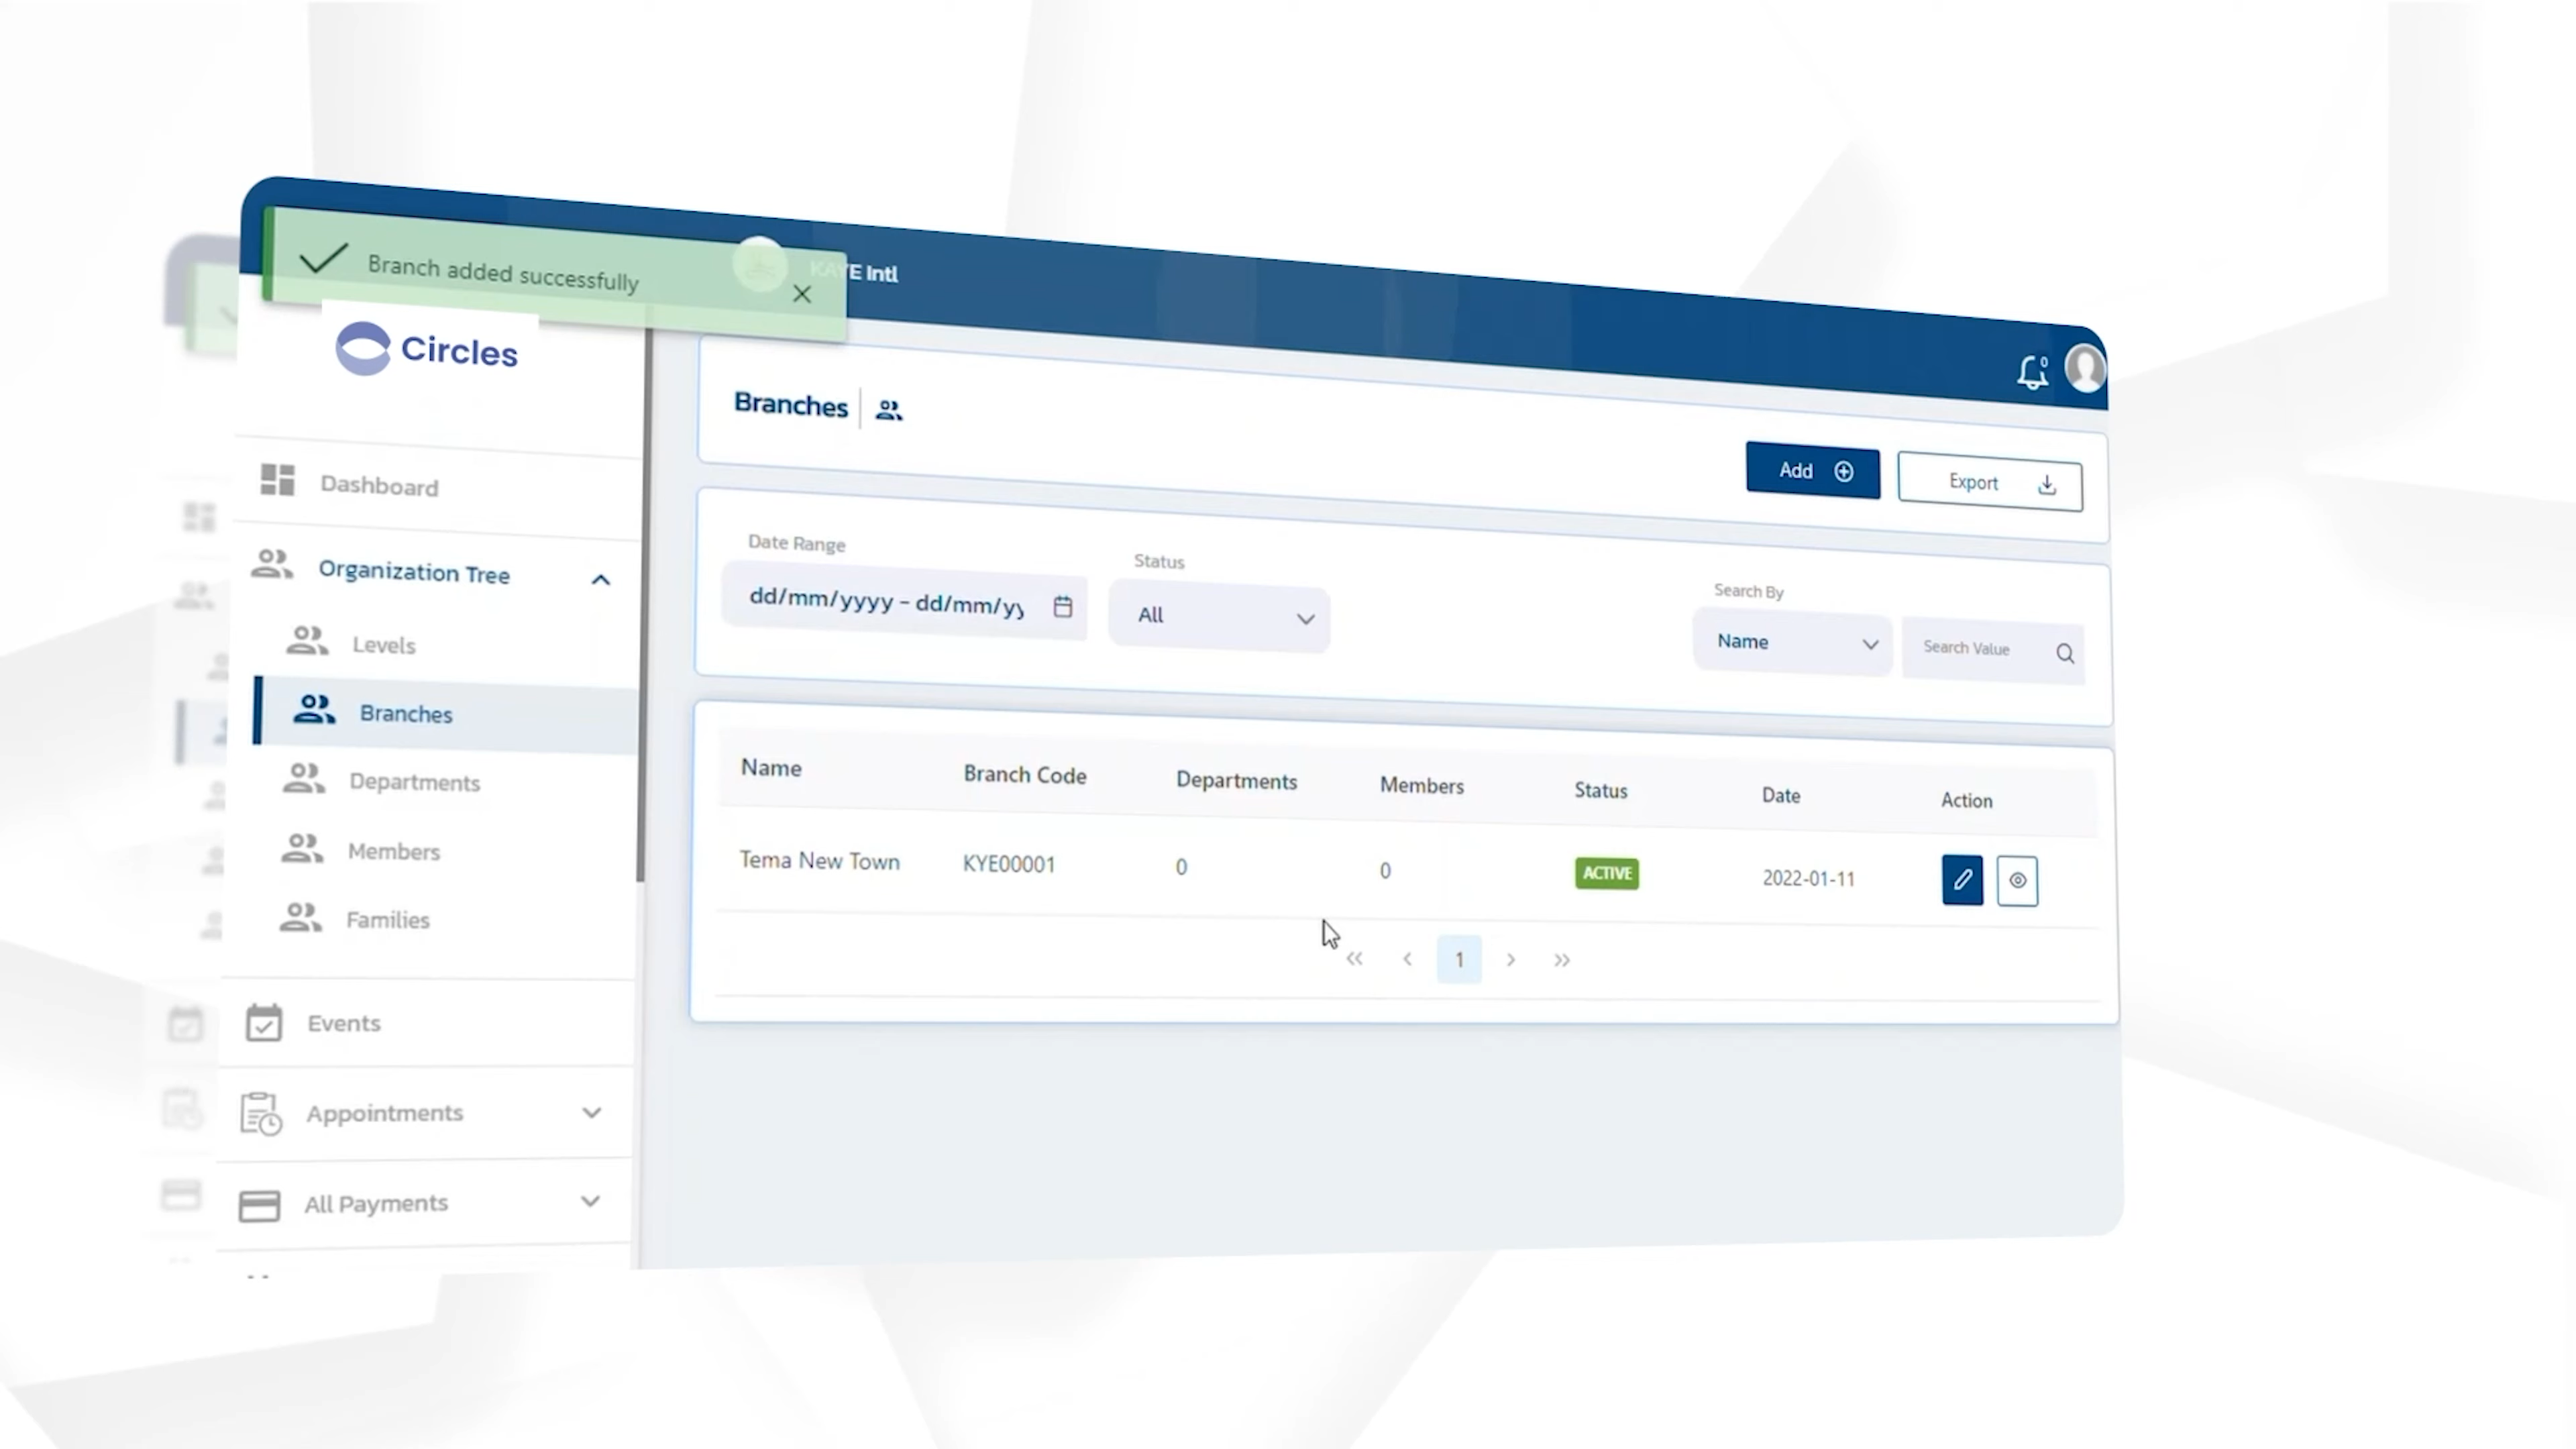 Branch added successfully
KAYE Intl
Circles
0
Branches
Add
Export
Dashboard
Organization Tree
Levels
Branches
Departments
Members
Families
Events
Appointments
All Payments
Date Range
Status
Search By
dd/mm/yyyy - dd/mm/yy
All
Name
Search Value
Name Branch Code Departments Members Status Date Action
Tema New Town KYE00001 0 0 ACTIVE 2022-01-11
« ‹ 1 › »